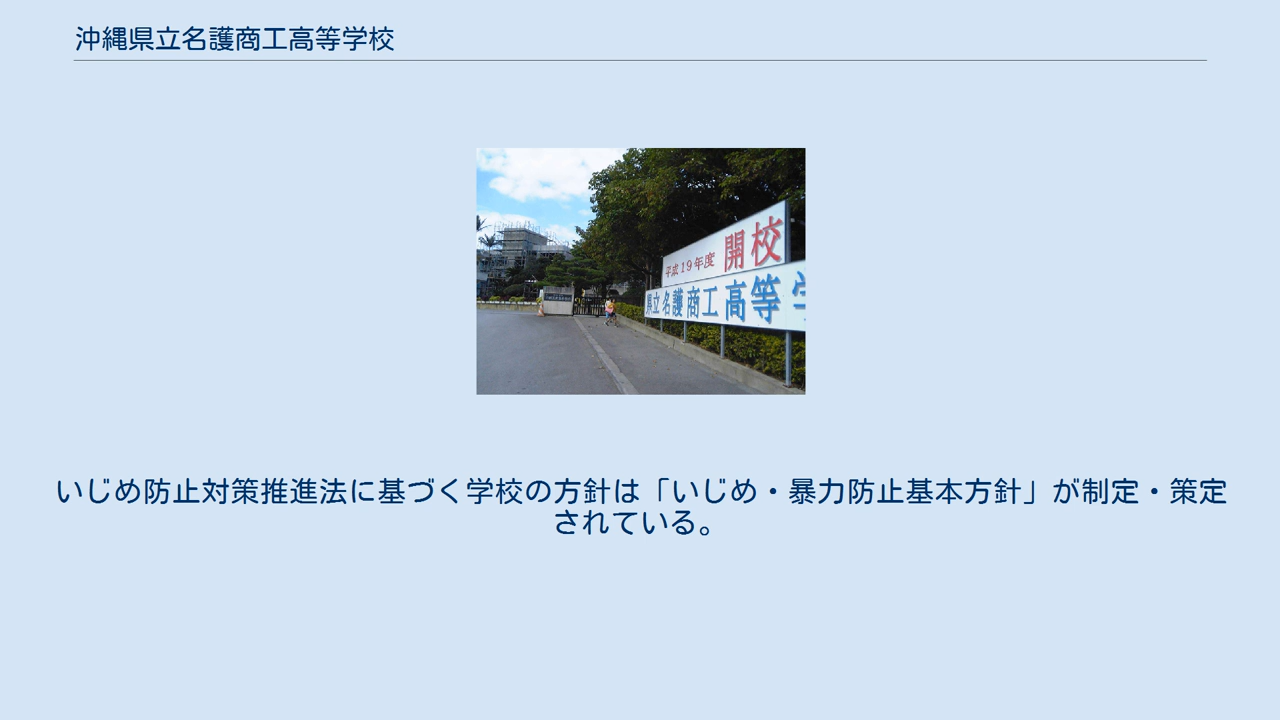 沖縄県立名護商工高等学校
平成19年度 開校
県立名護商工高等学
いじめ防止対策推進法に基づく学校の方針は「いじめ・暴力防止基本方針」が制定・策定
されている。